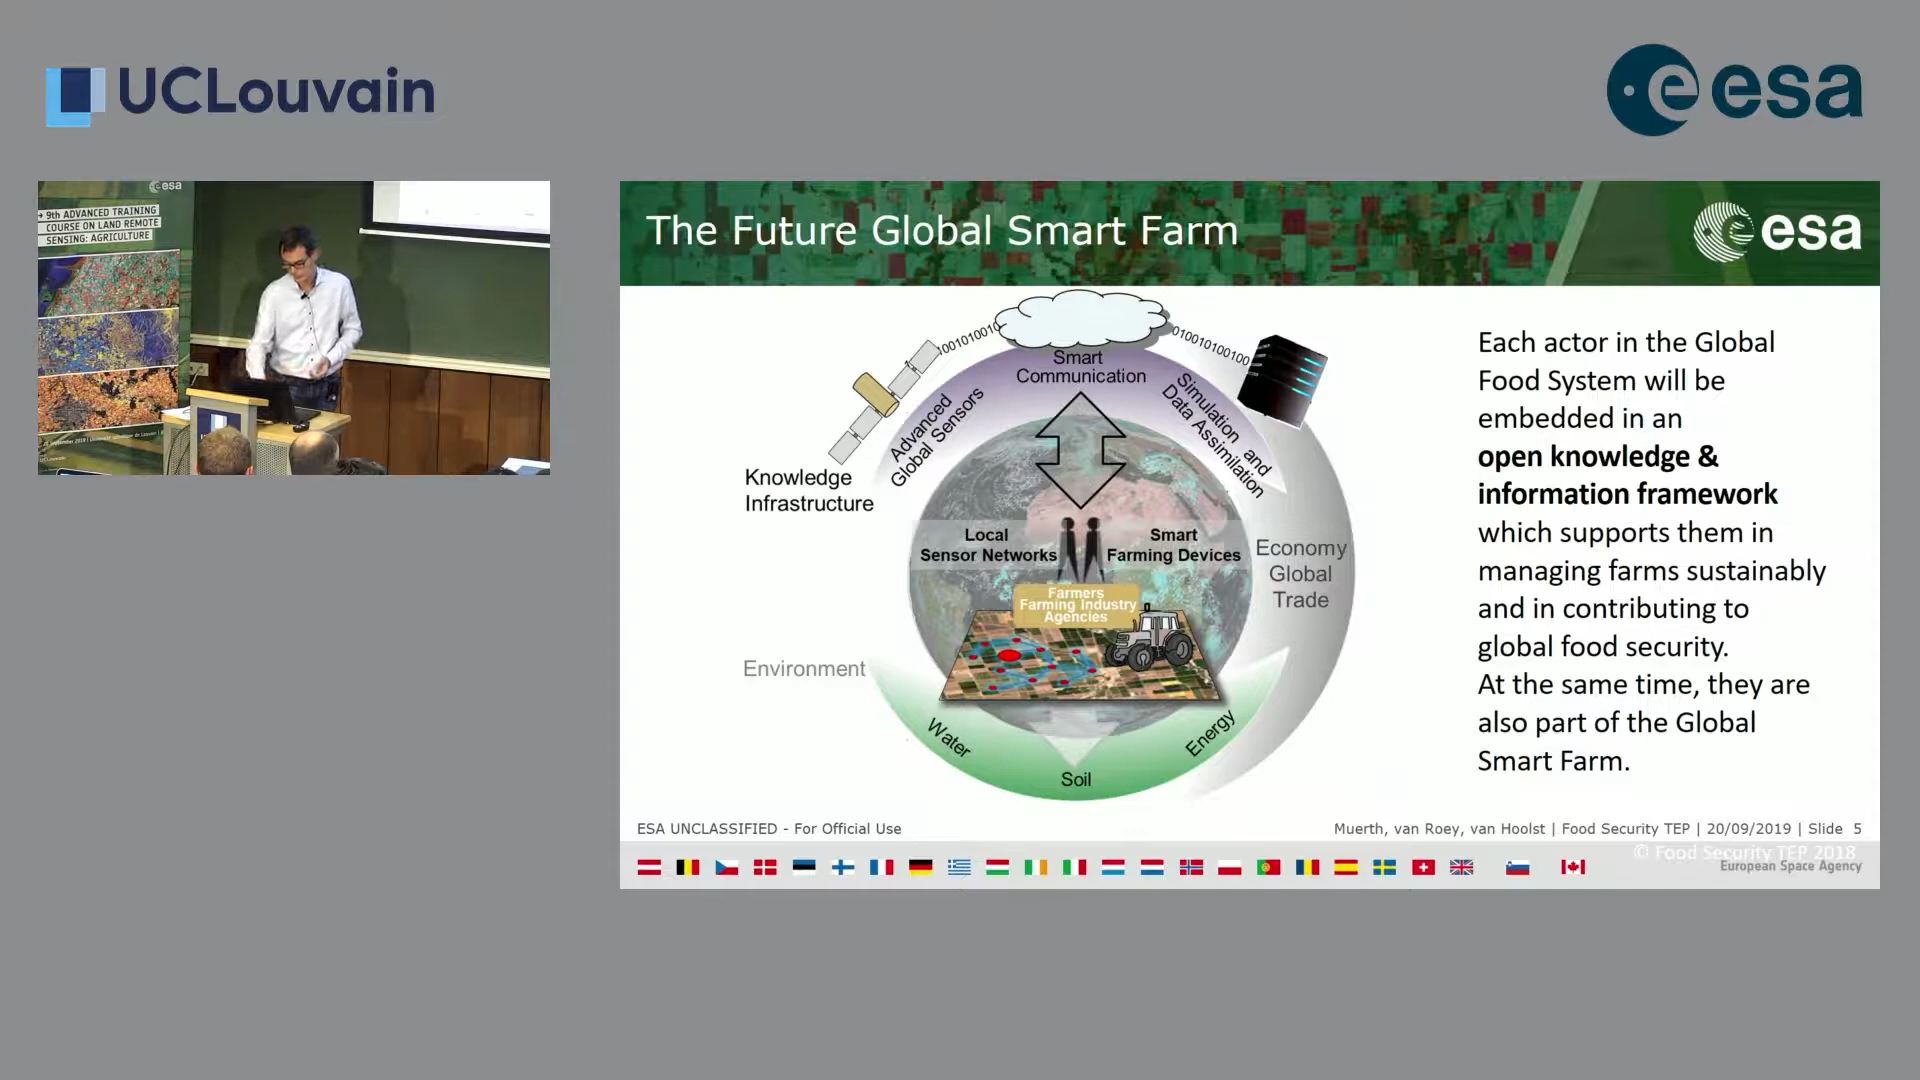 UCLouvain
esa
esa
→ 9th ADVANCED TRAINING
COURSE ON LAND REMOTE
SENSING: AGRICULTURE
The Future Global Smart Farm
esa
10010100100
010010100100
Smart
Communication
Advanced
Global Sensors
Simulation and
Data Assimilation
Knowledge
Infrastructure
Local
Sensor Networks
Smart
Farming Devices
Economy
Global
Trade
Farmers
Farming Industry
Agencies
Environment
Water
Soil
Energy
Each actor in the Global
Food System will be
embedded in an
open knowledge &
information framework
which supports them in
managing farms sustainably
and in contributing to
global food security.
At the same time, they are
also part of the Global
Smart Farm.
ESA UNCLASSIFIED - For Official Use
Muerth, van Roey, van Hoolst | Food Security TEP | 20/09/2019 | Slide 5
© Food Security TEP 2018
European Space Agency